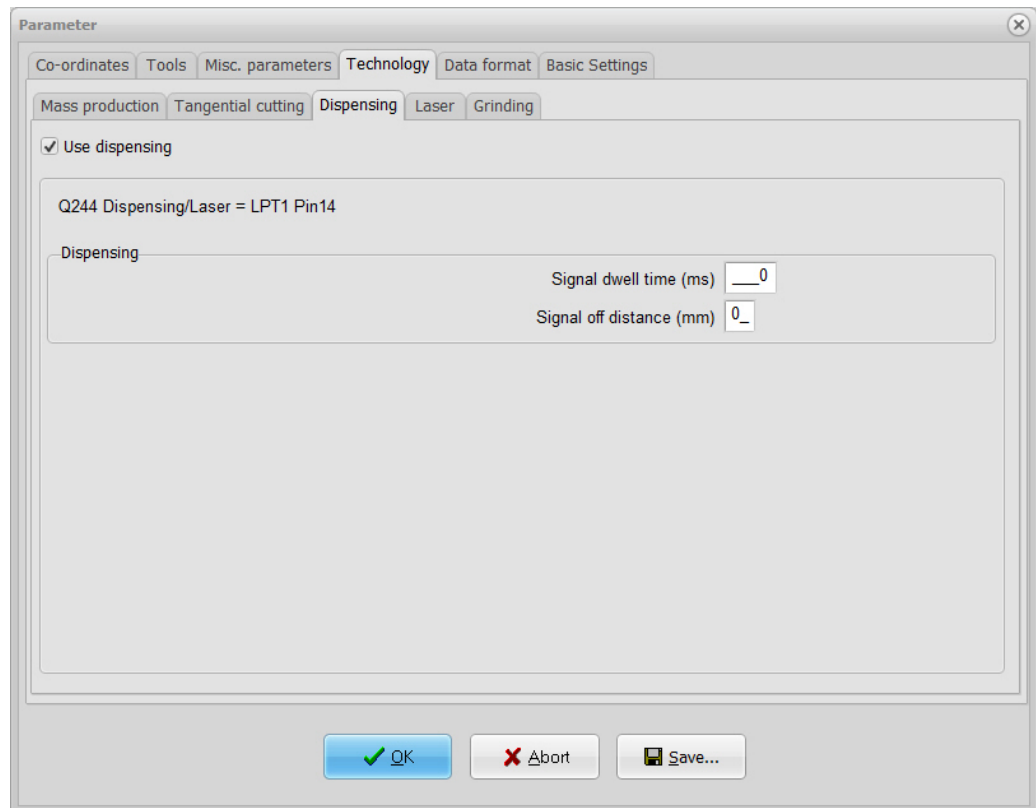 Parameter
Co-ordinates Tools Misc. parameters Technology Data format Basic Settings
Mass production Tangential cutting Dispensing Laser Grinding
Use dispensing
Q244 Dispensing/Laser = LPT1 Pin14
Dispensing
Signal dwell time (ms) ___0
Signal off distance (mm) 0_
OK Abort Save...